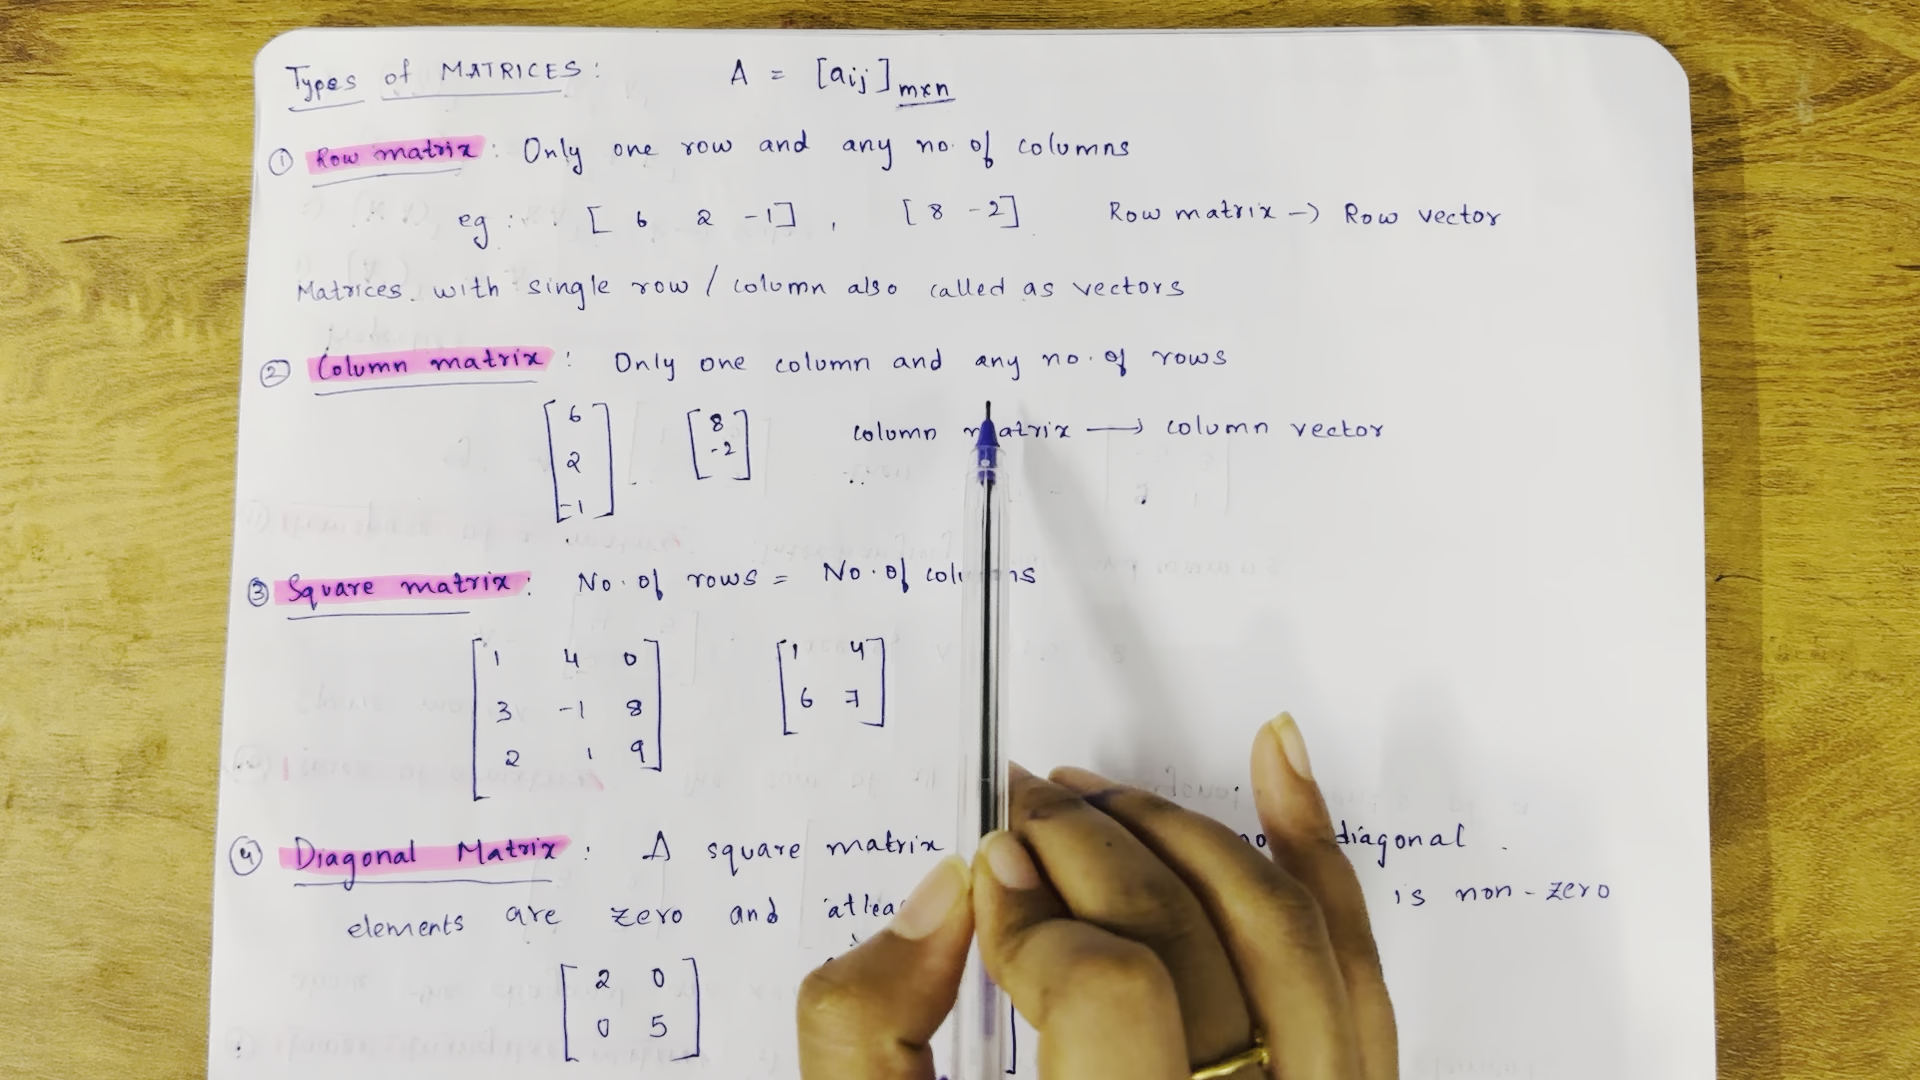 Types of MATRICES : A = [aij] mxn
① Row matrix : Only one row and any no. of columns
eg : [ 6 2 -1 ] , [ 8 -2 ] Row matrix -> Row vector
Matrices with single row / column also called as vectors
② Column matrix : Only one column and any no. of rows
6 8
2 -2
-1
column matrix -> column vector
③ Square matrix : No. of rows = No. of columns
1 4 0 1 4
3 -1 8 6 7
2 1 9
④ Diagonal Matrix : A square matrix diagonal
elements are zero and is non-zero
2 0
0 5